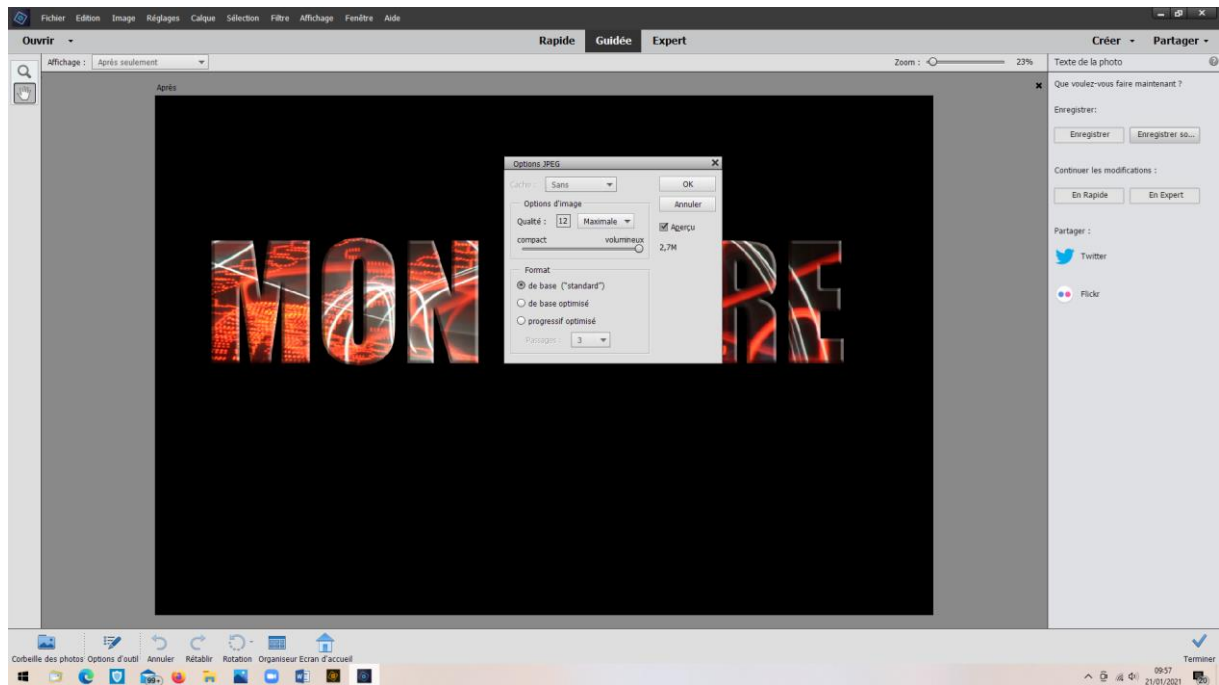 Fichier Edition Image Réglages Calque Sélection Filtre Affichage Fenêtre Aide
Ouvrir Rapide Guidée Expert Créer Partager
Affichage : Après seulement Zoom : 23% Texte de la photo
Après
Que voulez-vous faire maintenant ?
Enregistrer:
Enregistrer Enregistrer so...
Continuer les modifications :
En Rapide En Expert
Partager :
Twitter
Flickr
Options JPEG
Cache : Sans
OK
Options d'image
Annuler
Qualité : 12 Maximale
Aperçu
compact volumineux
2,7M
Format
de base ("standard")
de base optimisé
progressif optimisé
Passages : 3
MON RE
Corbeille des photos Options d'outil Annuler Rétablir Rotation Organiseur Ecran d'accueil Terminer
99+
09:57
21/01/2021
20